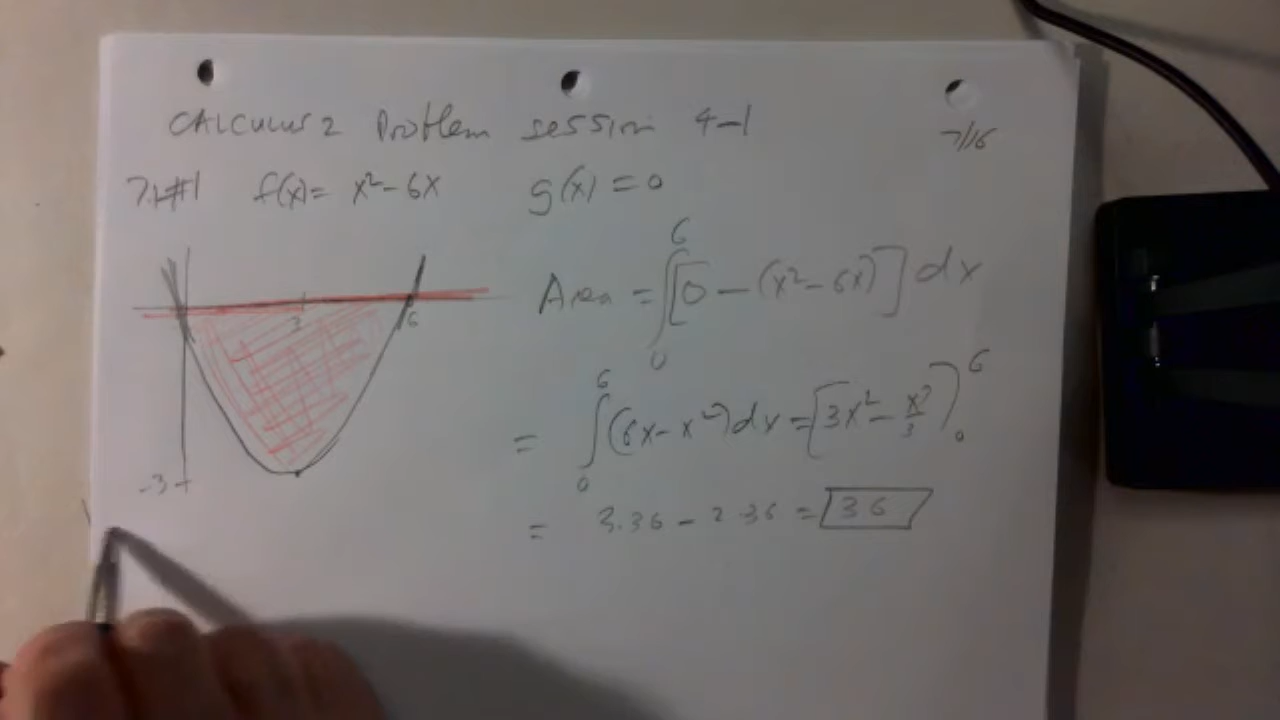 CALCULUS 2 Problem session 4-1
7/16
7.1#1 f(x)= x²-6x g(x)=0
Area = ∫₀⁶ [0 - (x²-6x)] dx
= ∫₀⁶ (6x-x²)dx = [3x² - x³/3]₀⁶
= 3·36 - 2·36 = 36
3
6
-3